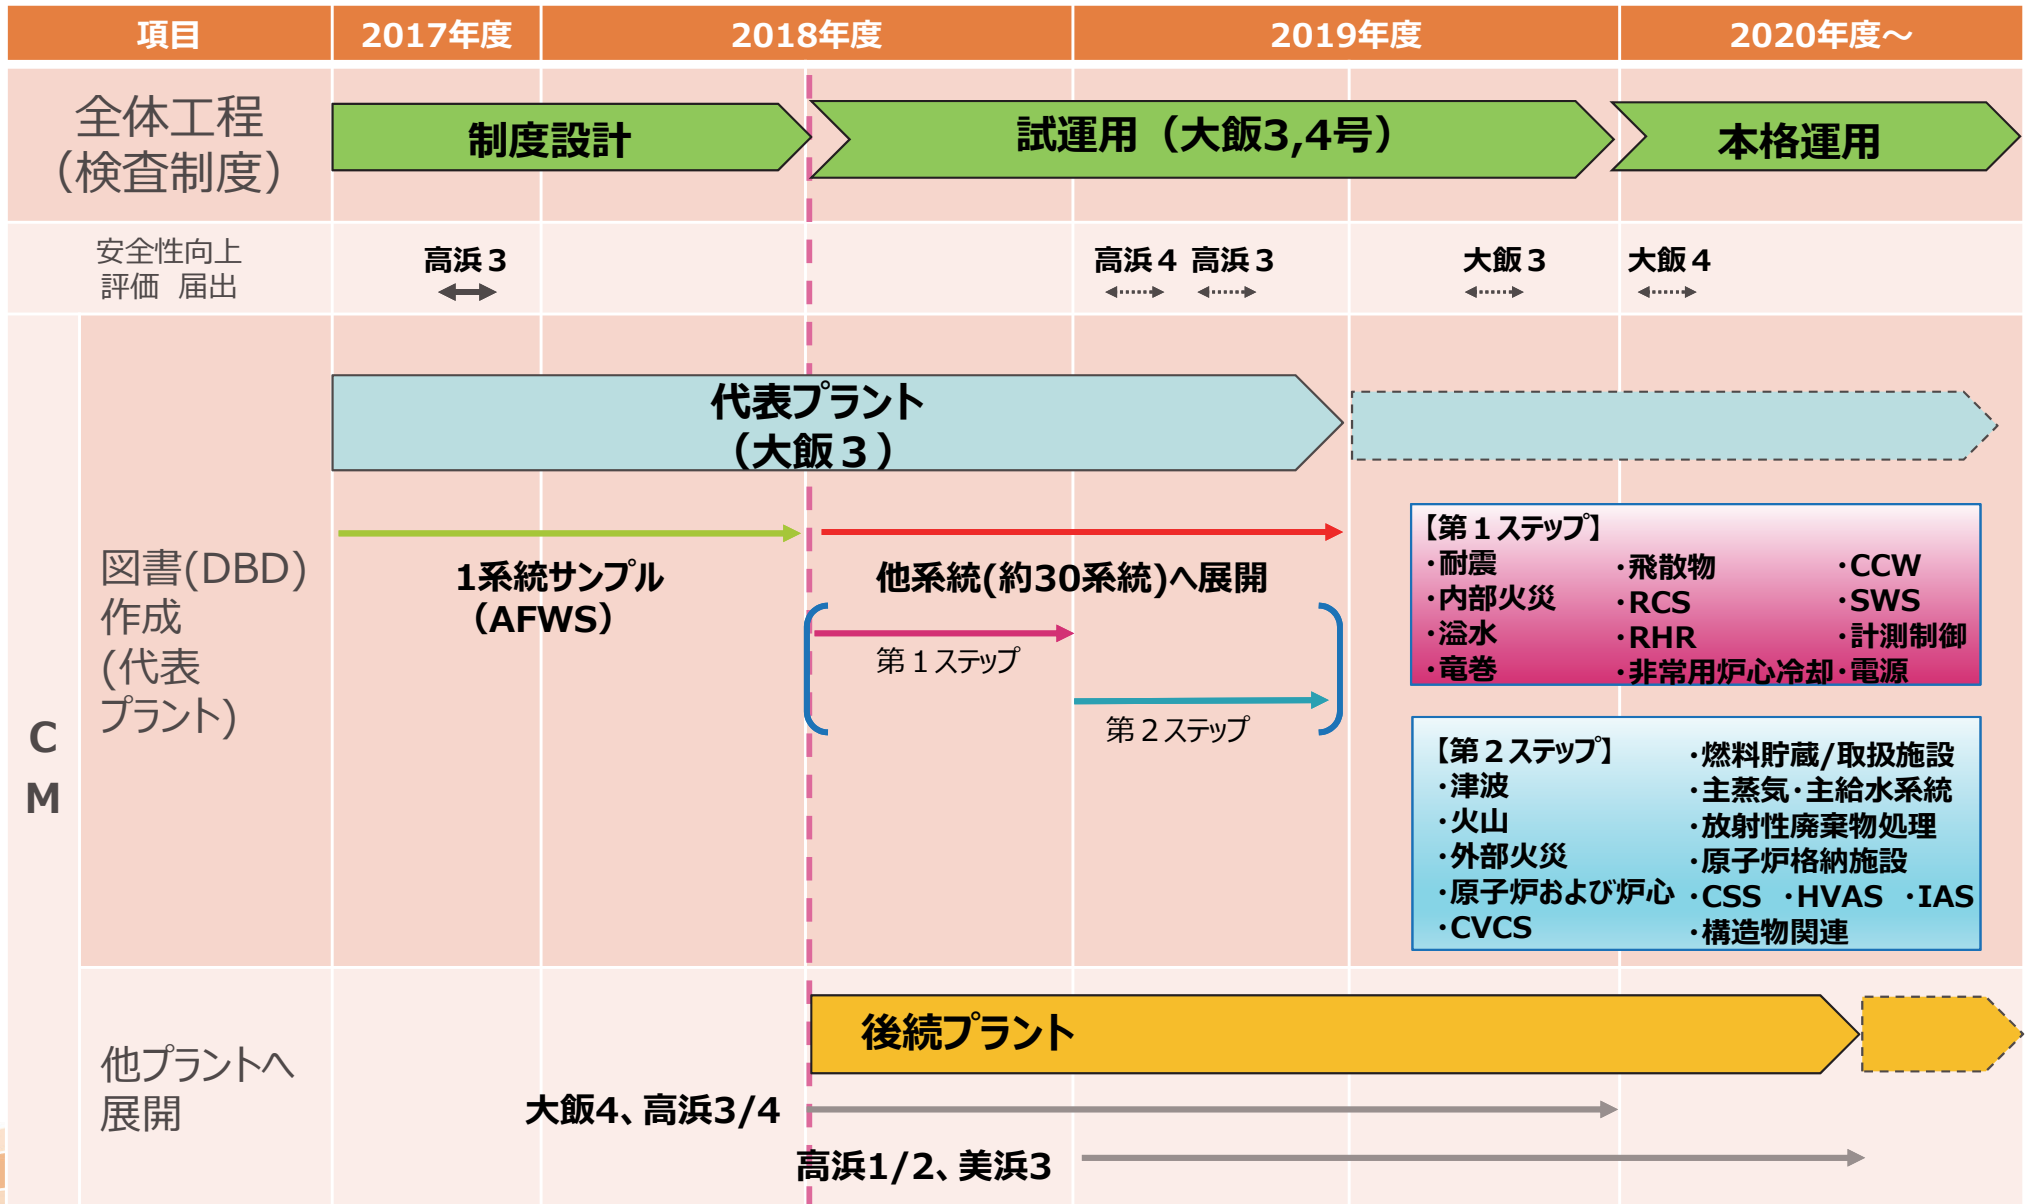 項目
2017年度
2018年度
2019年度
2020年度～
全体工程
（検査制度）
制度設計
試運用（大飯3,4号）
本格運用
安全性向上
評価　届出
高浜３
高浜４
高浜３
大飯３
大飯４
C
M
図書(DBD)
作成
(代表
プラント)
代表プラント
（大飯３）
1系統サンプル
（AFWS）
他系統(約30系統)へ展開
第１ステップ
第２ステップ
【第１ステップ】
・耐震
・内部火災
・溢水
・竜巻
・飛散物
・RCS
・RHR
・非常用炉心冷却
・CCW
・SWS
・計測制御
・電源
【第２ステップ】
・津波
・火山
・外部火災
・原子炉および炉心
・CVCS
・燃料貯蔵/取扱施設
・主蒸気・主給水系統
・放射性廃棄物処理
・原子炉格納施設
・CSS　・HVAS　・IAS
・構造物関連
他プラントへ
展開
後続プラント
大飯4、高浜3/4
高浜1/2、美浜3